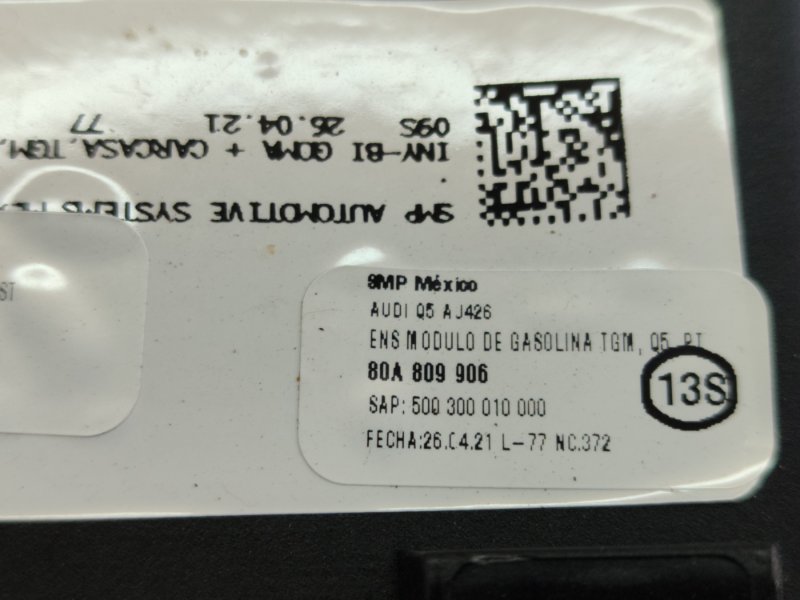 SMP AUTOMOTIVE SYSTEMS
INY-BI GOMA + CARCASA,TGM,
09S 26.04.21 77
ST
SMP México
AUDI Q5 AJ426
ENS MODULO DE GASOLINA TGM, Q5, PT
80A 809 906
13S
SAP: 500 300 010 000
FECHA:26.04.21 L-77 NC.372